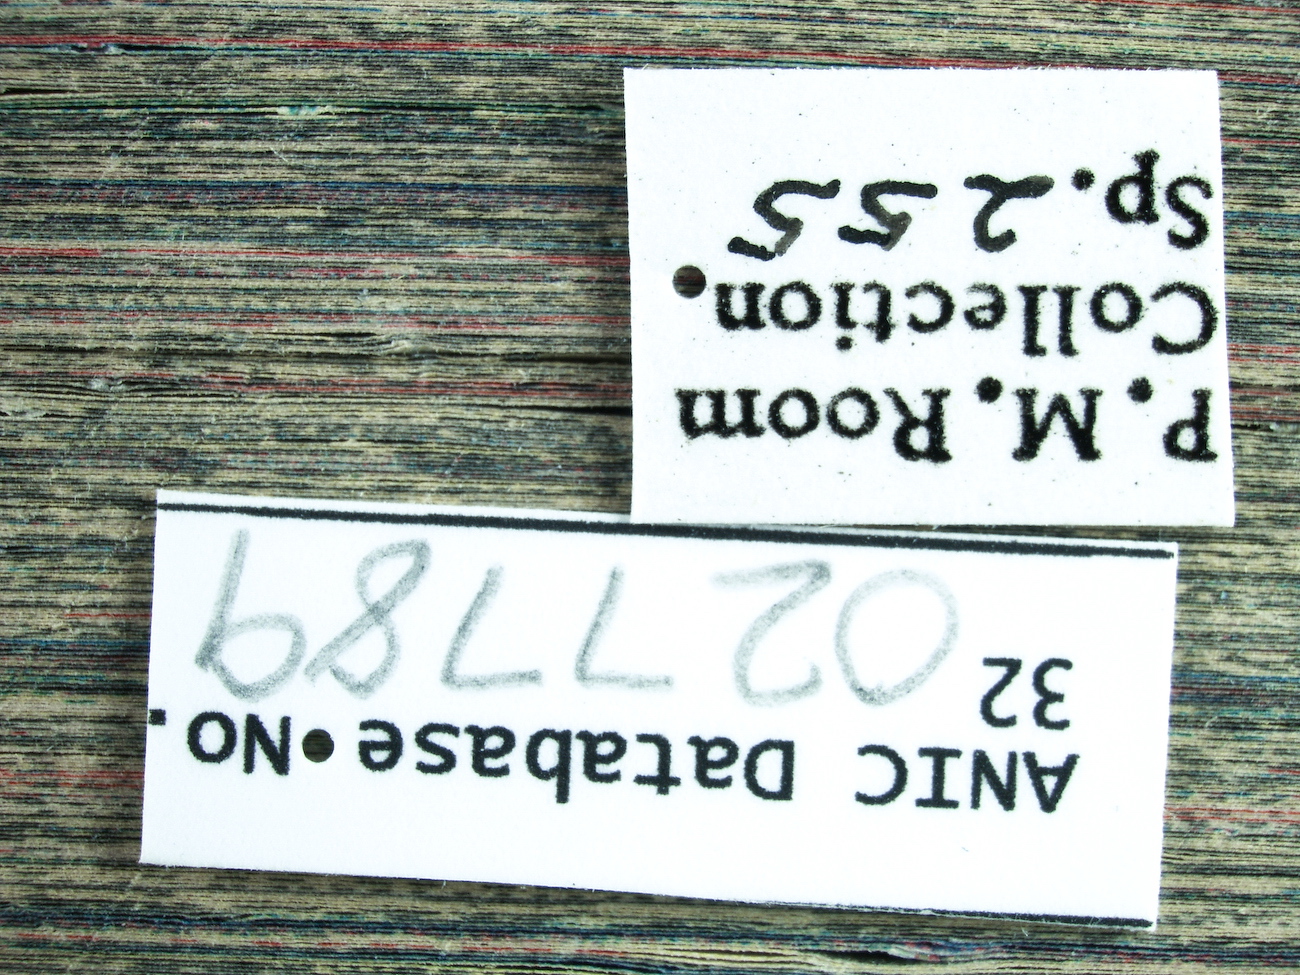 P. M. Room
Collection.
Sp. 255
ANIC Database No.
32 027789